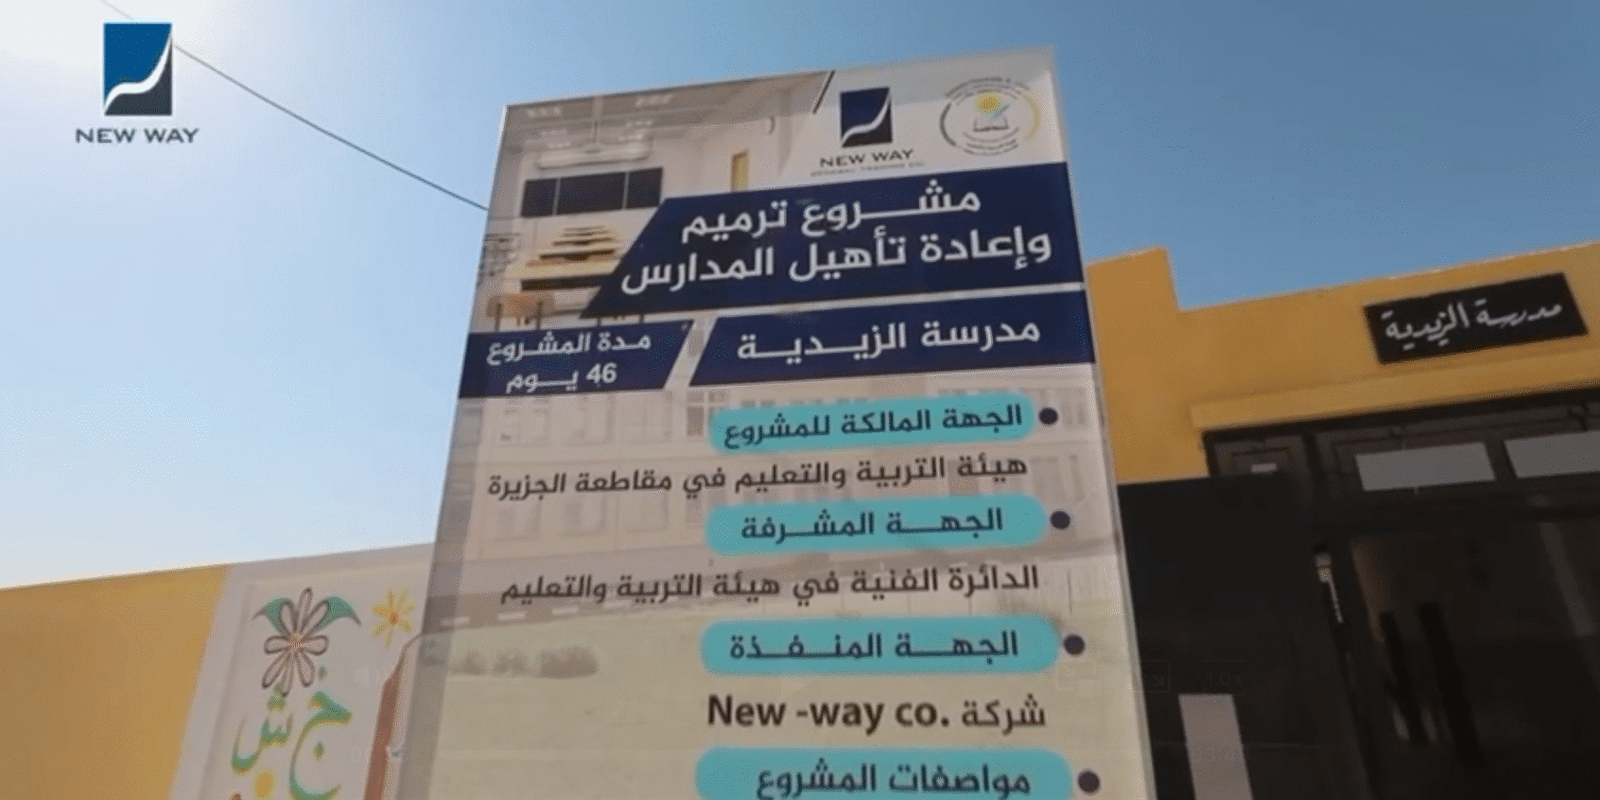 NEW WAY
NEW WAY
مشروع ترميم
وإعادة تأهيل المدارس
مدرسة الزيدية
مدة المشروع
46 يوم
مدرسة الزيدية
الجهة المالكة للمشروع
هيئة التربية والتعليم في مقاطعة الجزيرة
الجهة المشرفة
الدائرة الفنية في هيئة التربية والتعليم
الجهة المنفذة
شركة New -way co.
مواصفات المشروع
خ
ش